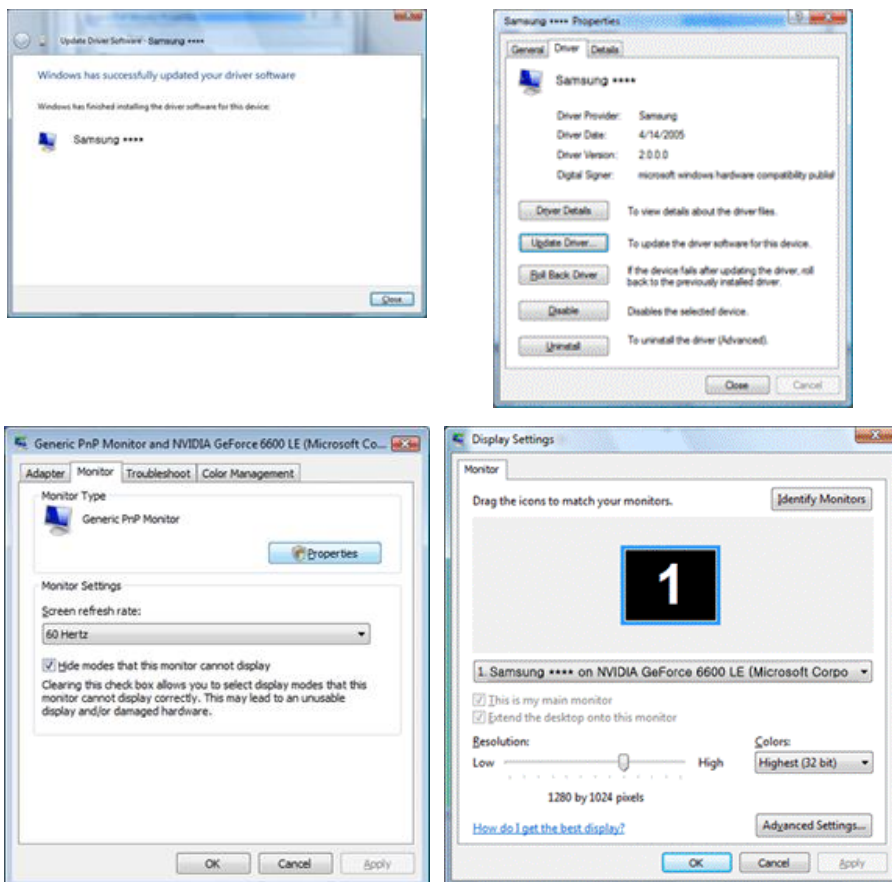 Update Driver Software - Samsung ****
Windows has successfully updated your driver software
Windows has finished installing the driver software for this device:
Samsung ****
Close
Samsung **** Properties
General Driver Details
Samsung ****
Driver Provider: Samsung
Driver Date: 4/14/2005
Driver Version: 2.0.0.0
Digital Signer: microsoft windows hardware compatibility publisl
Driver Details To view details about the driver files.
Update Driver... To update the driver software for this device.
Roll Back Driver If the device fails after updating the driver, roll
back to the previously installed driver.
Disable Disables the selected device.
Uninstall To uninstall the driver (Advanced).
Close Cancel
Generic PnP Monitor and NVIDIA GeForce 6600 LE (Microsoft Co...
Adapter Monitor Troubleshoot Color Management
Monitor Type
Generic PnP Monitor
Properties
Monitor Settings
Screen refresh rate:
60 Hertz
Hide modes that this monitor cannot display
Clearing this check box allows you to select display modes that this
monitor cannot display correctly. This may lead to an unusable
display and/or damaged hardware.
OK Cancel Apply
Display Settings
Monitor
Drag the icons to match your monitors. Identify Monitors
1
1. Samsung **** on NVIDIA GeForce 6600 LE (Microsoft Corpo
This is my main monitor
Extend the desktop onto this monitor
Resolution: Colors:
Low High Highest (32 bit)
1280 by 1024 pixels
How do I get the best display? Advanced Settings...
OK Cancel Apply